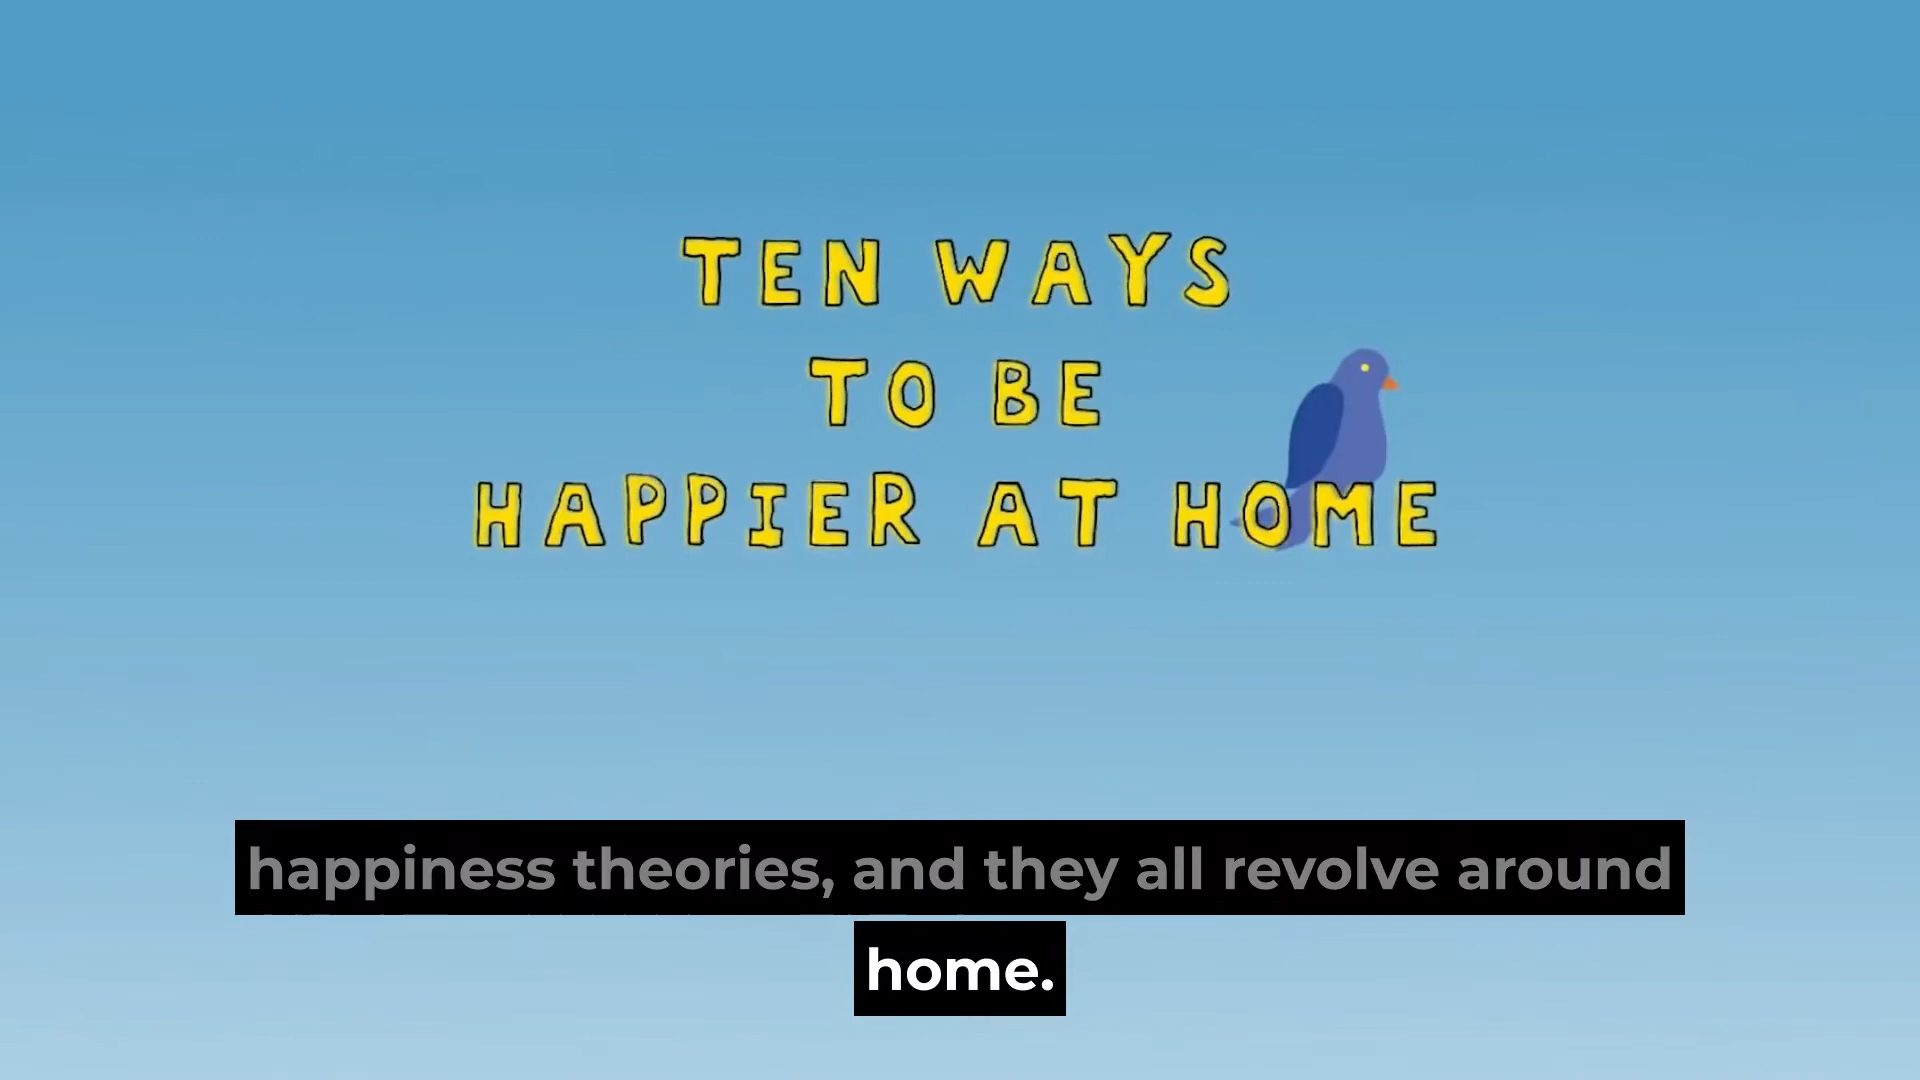 TEN WAYS
TO BE
HAPPIER AT HOME
happiness theories, and they all revolve around
home.